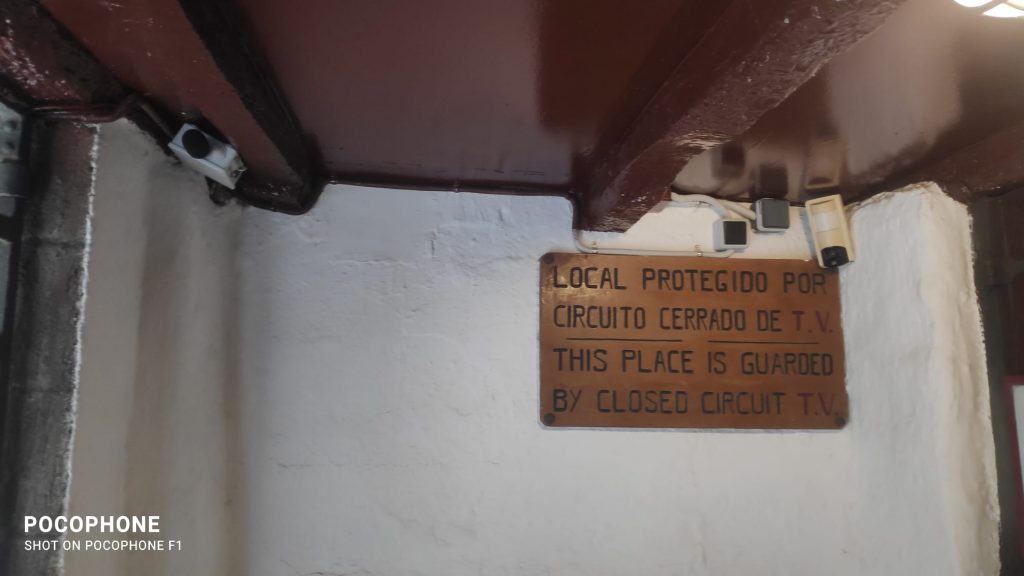 LOCAL PROTEGIDO POR
CIRCUITO CERRADO DE T.V.
THIS PLACE IS GUARDED
BY CLOSED CIRCUIT T.V.
POCOPHONE
SHOT ON POCOPHONE F1